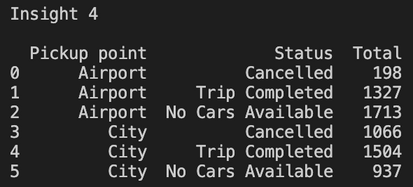 Insight 4
Pickup point Status Total
0 Airport Cancelled 198
1 Airport Trip Completed 1327
2 Airport No Cars Available 1713
3 City Cancelled 1066
4 City Trip Completed 1504
5 City No Cars Available 937